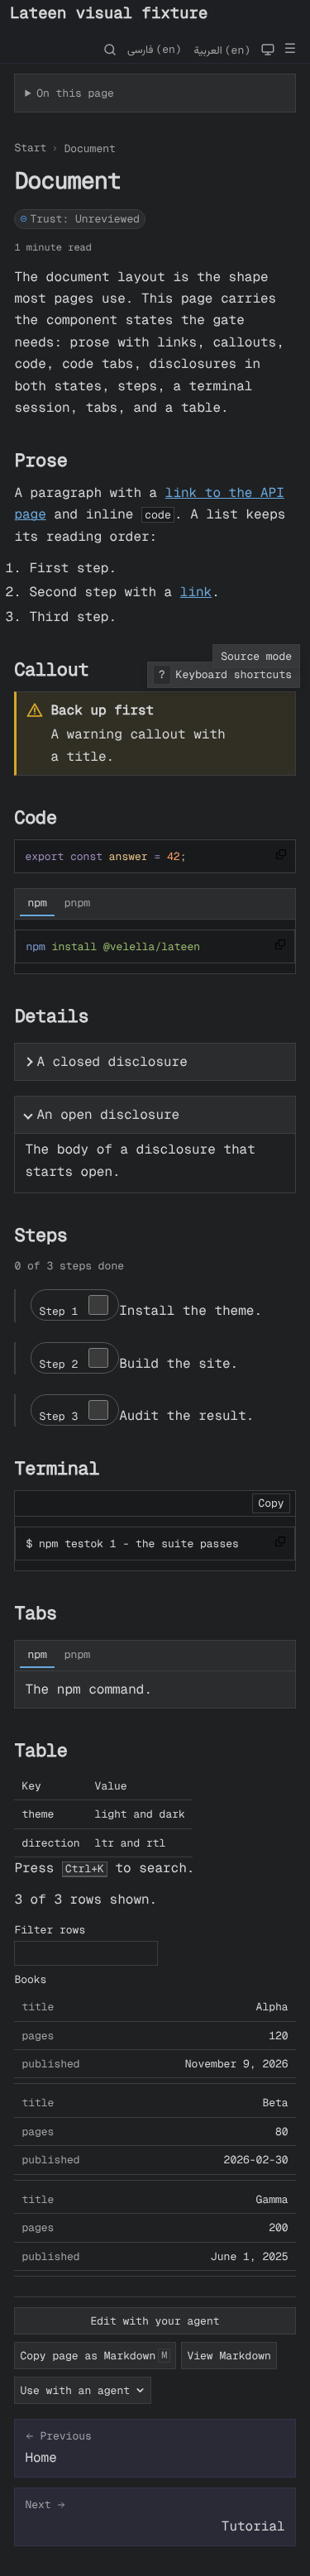 Lateen visual fixture
فارسی (en) العربية (en)
On this page
Start › Document
Document
Trust: Unreviewed
1 minute read
The document layout is the shape
most pages use. This page carries
the component states the gate
needs: prose with links, callouts,
code, code tabs, disclosures in
both states, steps, a terminal
session, tabs, and a table.
Prose
A paragraph with a link to the API
page and inline code. A list keeps
its reading order:
1. First step.
2. Second step with a link.
3. Third step.
Source mode
Callout
? Keyboard shortcuts
Back up first
A warning callout with
a title.
Code
export const answer = 42;
npm pnpm
npm install @velella/lateen
Details
A closed disclosure
An open disclosure
The body of a disclosure that
starts open.
Steps
0 of 3 steps done
Step 1 Install the theme.
Step 2 Build the site.
Step 3 Audit the result.
Terminal
Copy
$ npm testok 1 - the suite passes
Tabs
npm pnpm
The npm command.
Table
Key Value
theme light and dark
direction ltr and rtl
Press Ctrl+K to search.
3 of 3 rows shown.
Filter rows
Books
title Alpha
pages 120
published November 9, 2026
title Beta
pages 80
published 2026-02-30
title Gamma
pages 200
published June 1, 2025
Edit with your agent
Copy page as Markdown M View Markdown
Use with an agent
← Previous
Home
Next →
Tutorial